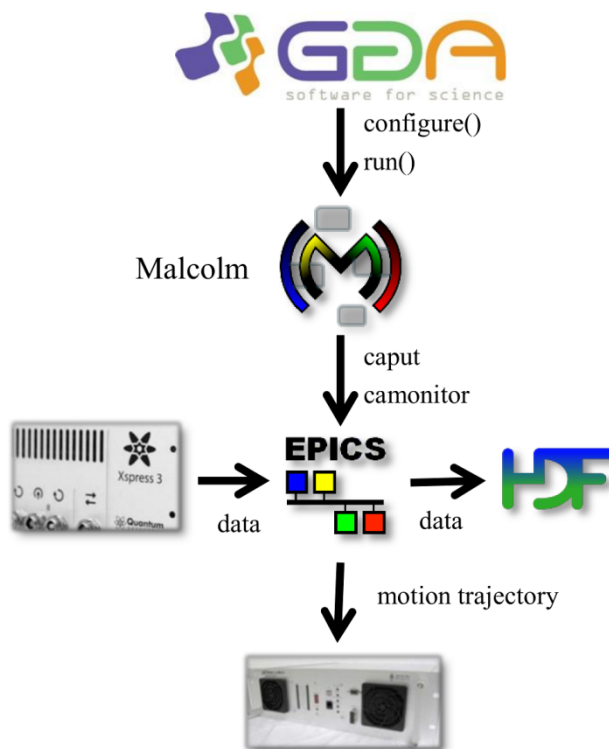 GDA
software for science
configure()
run()
Malcolm
caput
camonitor
EPICS
Xspress 3
Quantum
data
data
HDF
motion trajectory